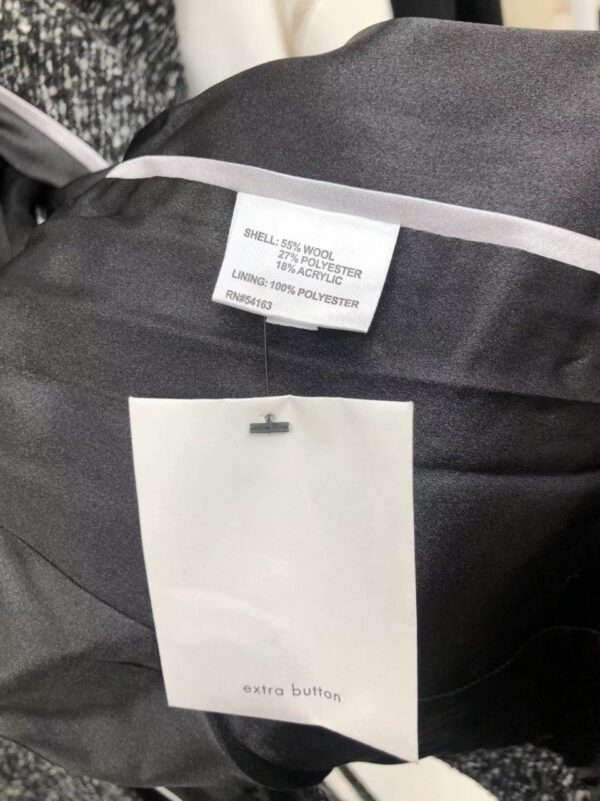 SHELL: 55% WOOL
27% POLYESTER
18% ACRYLIC
LINING: 100% POLYESTER
RN#54163
extra button